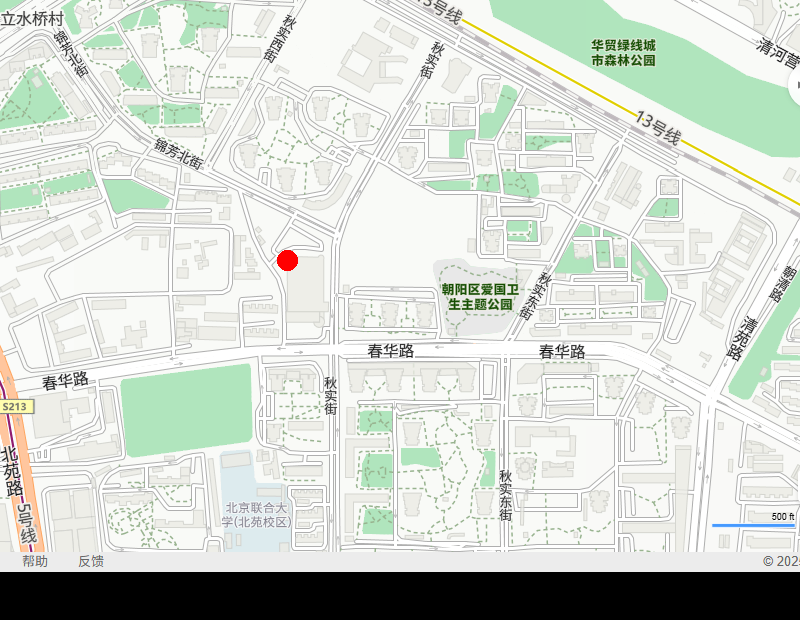 13号线
立水桥村
秋实西街
锦芳北街
秋实街
华贸绿线城
市森林公园
清河营
13号线
锦芳北街
朝阳区爱国卫
生主题公园
秋实东街
朝清路
清苑路
春华路
春华路
春华路
秋实街
S213
北苑路
5号线
北京联合大
学(北苑校区)
秋实东街
500 ft
帮助
反馈
© 202